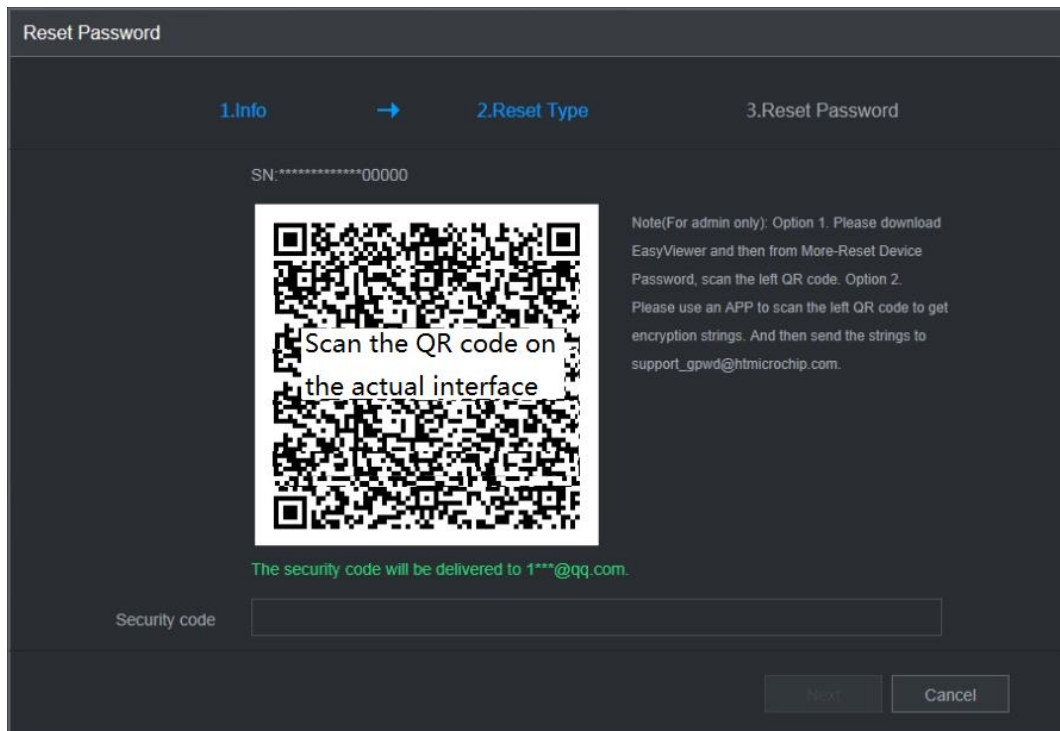 Reset Password
1.Info → 2.Reset Type 3.Reset Password
SN:*************00000
Note(For admin only): Option 1. Please download
EasyViewer and then from More-Reset Device
Password, scan the left QR code. Option 2.
Please use an APP to scan the left QR code to get
encryption strings. And then send the strings to
support_gpwd@htmicrochip.com.
Scan the QR code on
the actual interface
The security code will be delivered to 1***@qq.com.
Security code
Next Cancel